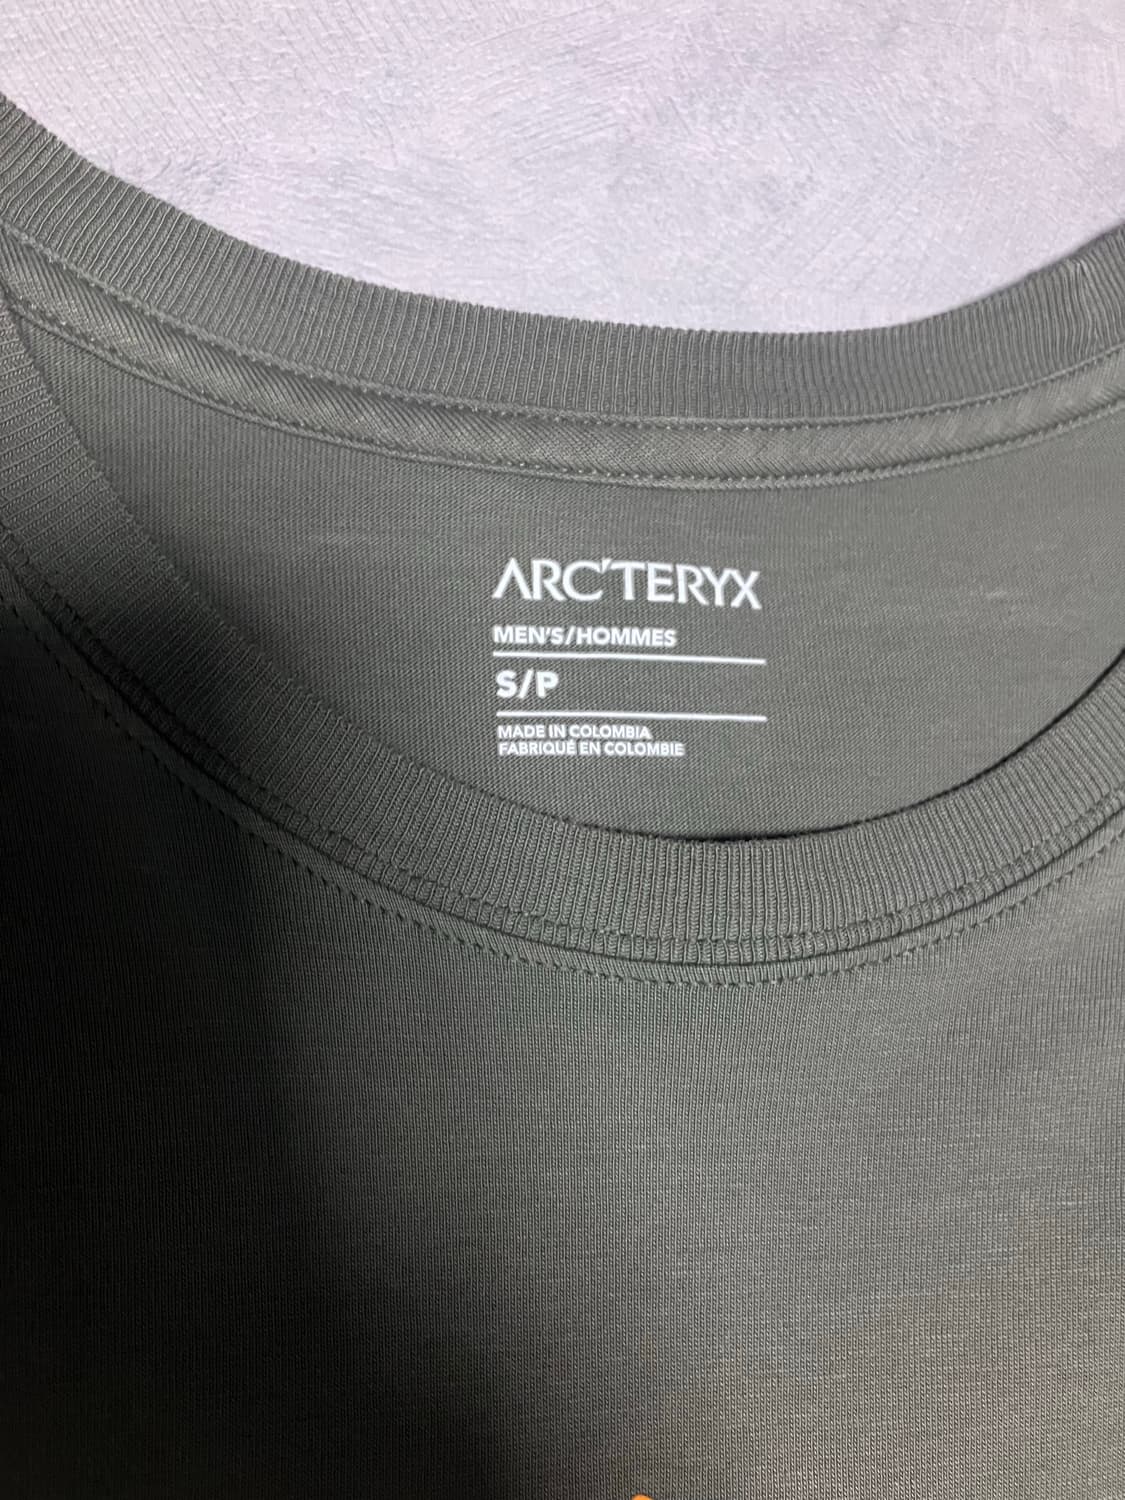 ARC'TERYX
MEN'S/HOMMES
S/P
MADE IN COLOMBIA
FABRIQUÉ EN COLOMBIE